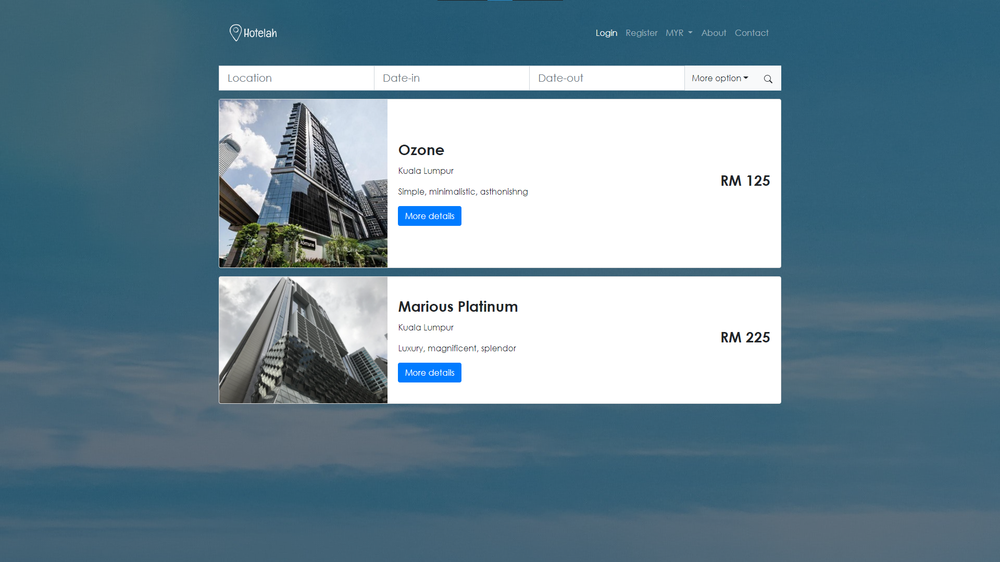 Hotelah
Login Register MYR About Contact
Location Date-in Date-out More option
Ozone
Kuala Lumpur
RM 125
Simple, minimalistic, asthonishng
More details
komune
Marious Platinum
Kuala Lumpur
RM 225
Luxury, magnificent, splendor
More details